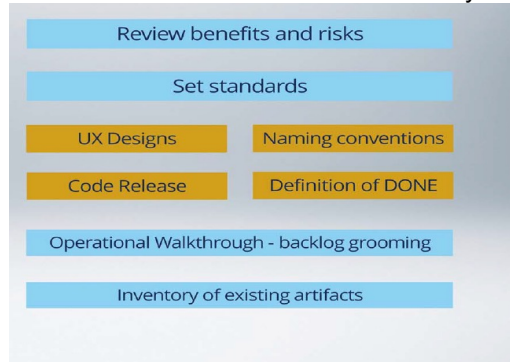 Review benefits and risks
Set standards
UX Designs
Naming conventions
Code Release
Definition of DONE
Operational Walkthrough - backlog grooming
Inventory of existing artifacts